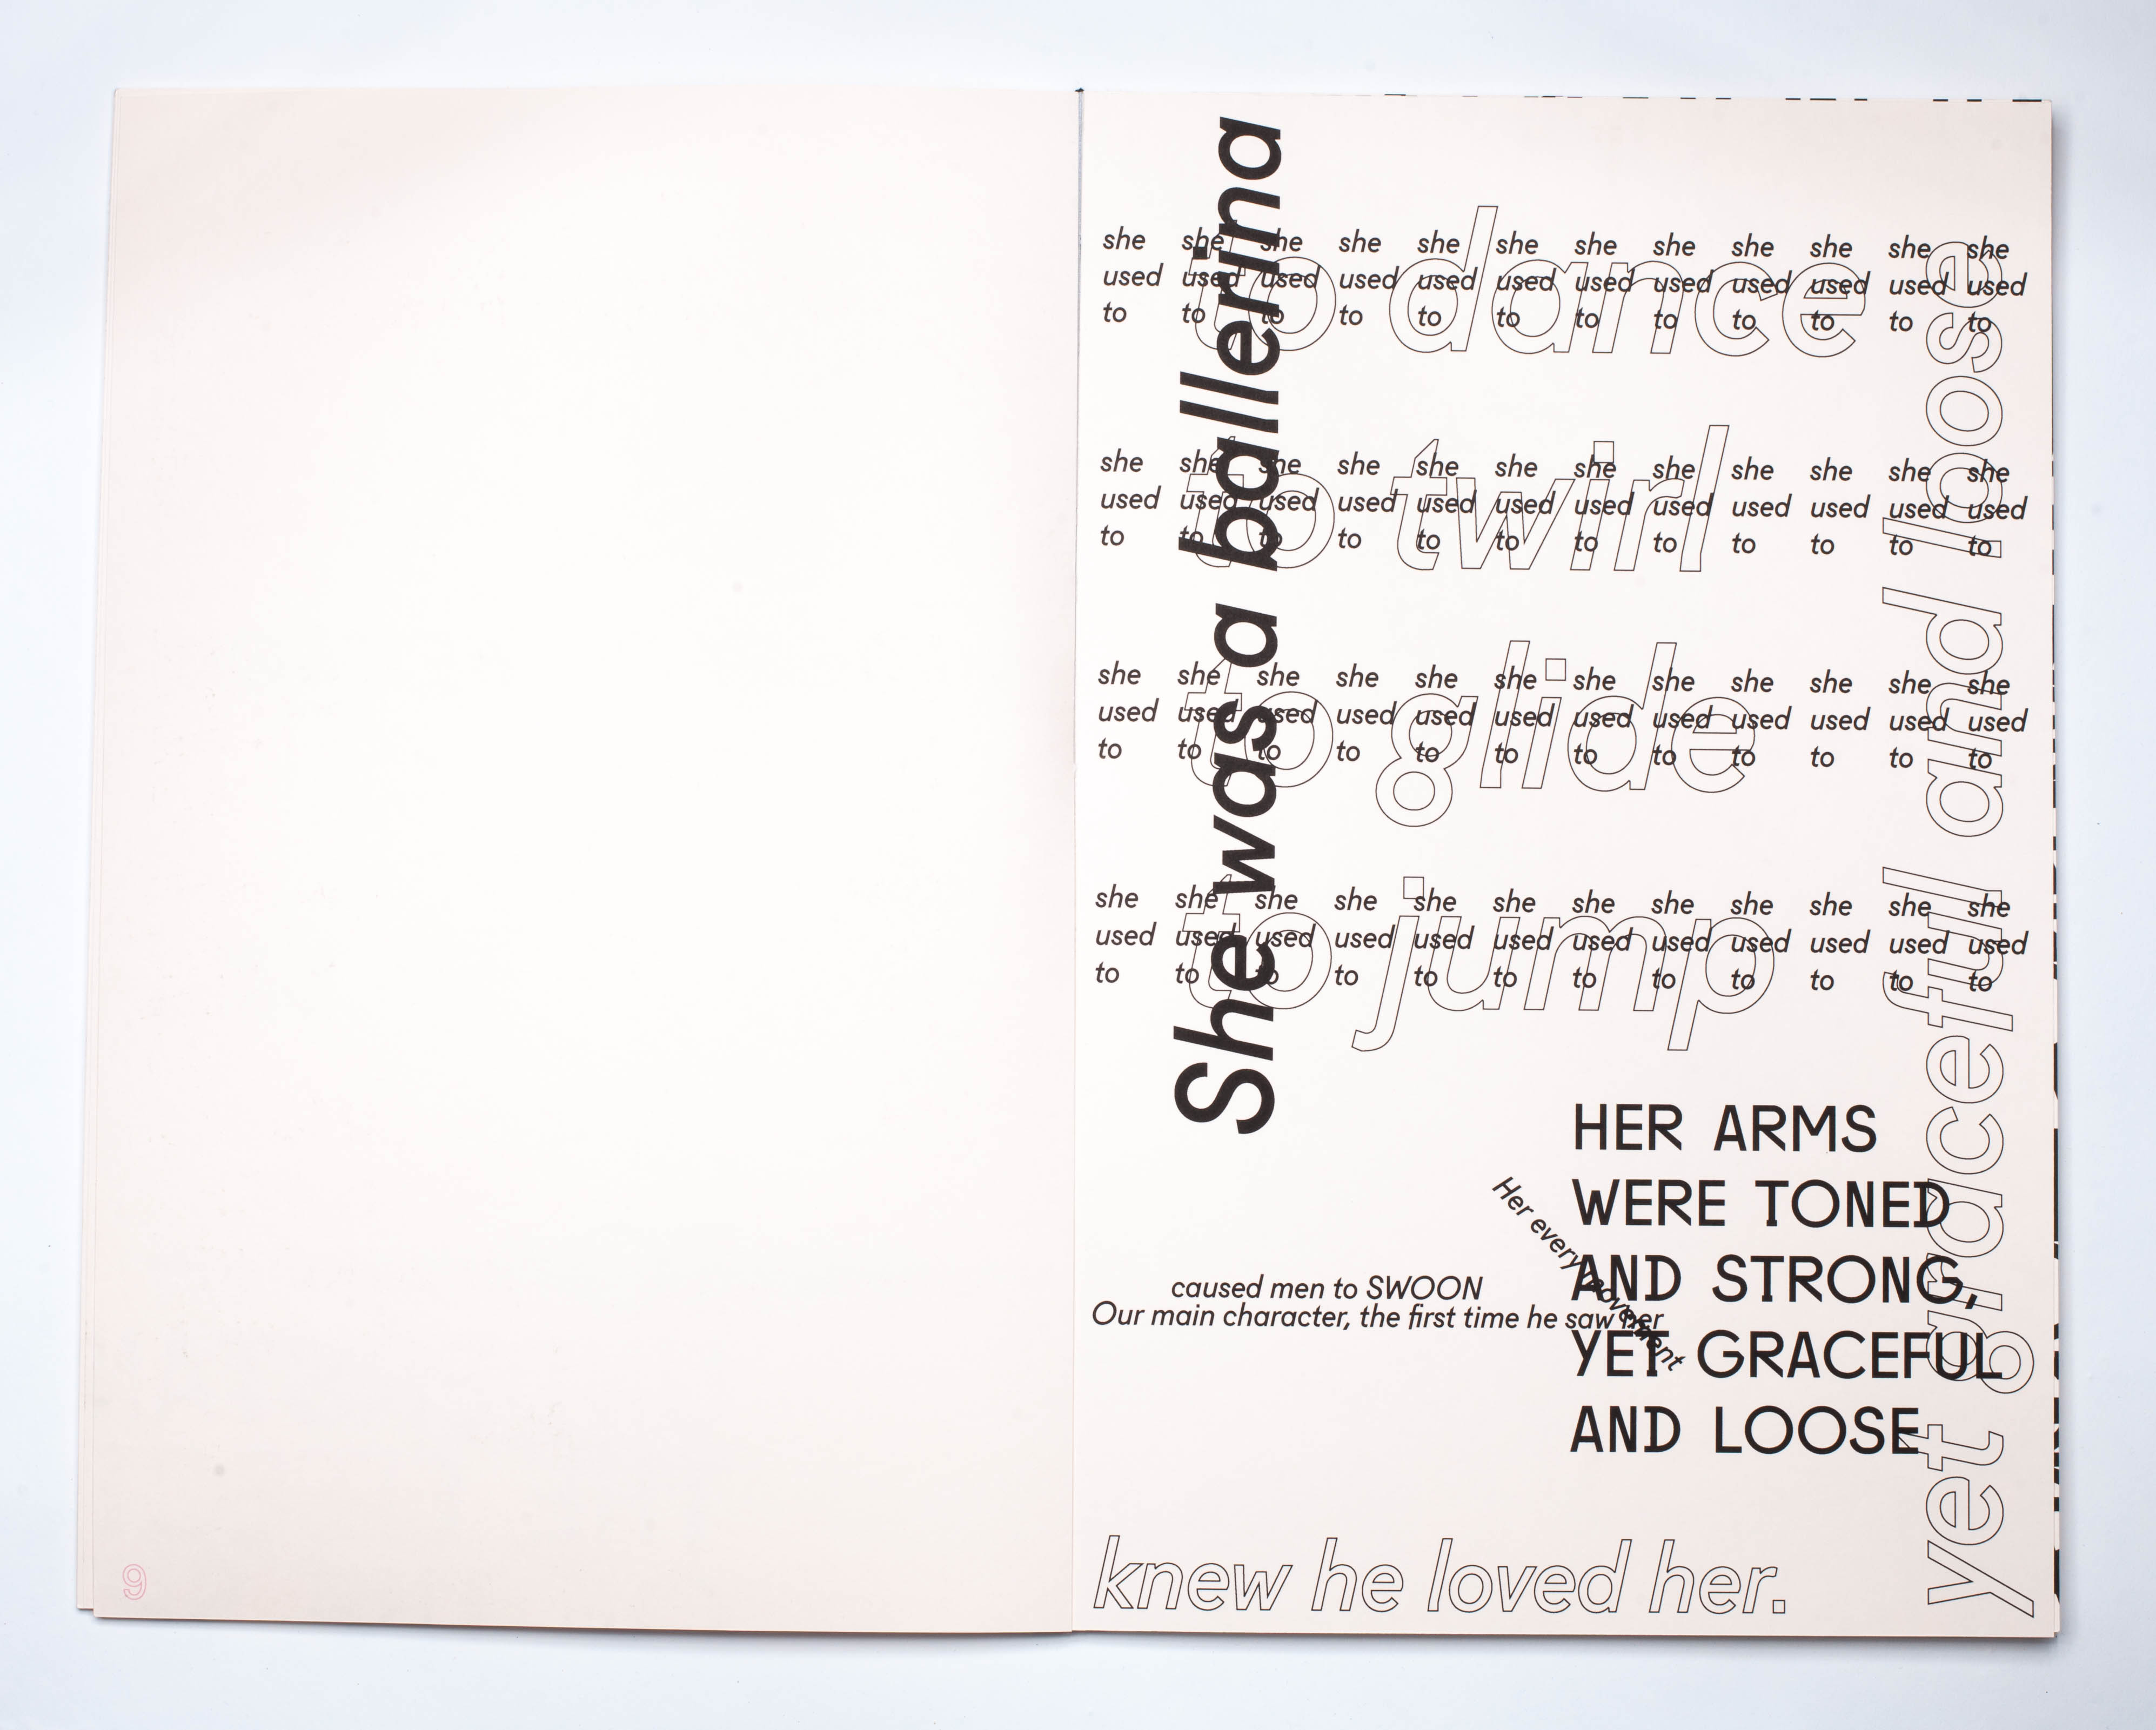 She was a ballerina
she she she she she she she she she she she she
used used used used used used used used used used used used
to to to to to to to to to to to to
to dance
she she she she she she she she she she she she
used used used used used used used used used used used used
to to to to to to to to to to to to
to twirl
she she she she she she she she she she she she
used used used used used used used used used used used used
to to to to to to to to to to to to
to glide
she she she she she she she she she she she she
used used used used used used used used used used used used
to to to to to to to to to to to to
to jump
HER ARMS
WERE TONED
AND STRONG,
YET GRACEFUL
AND LOOSE
yet gracefull and loose
Her every movement
caused men to SWOON
Our main character, the first time he saw her
knew he loved her.
9